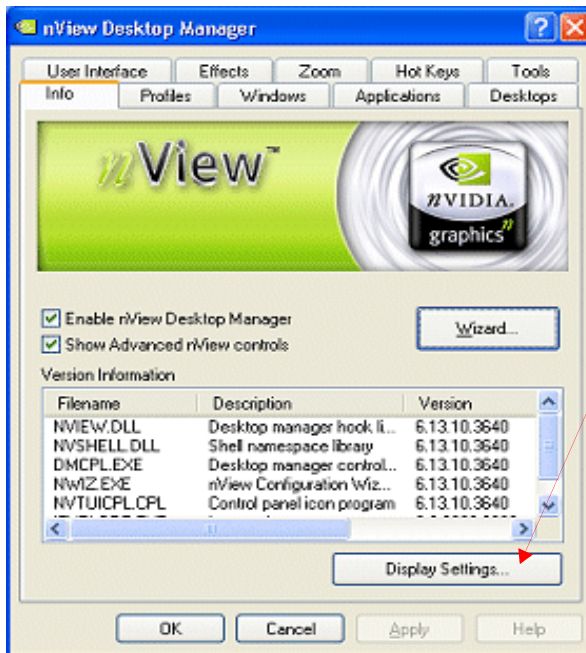 nView Desktop Manager
User Interface Effects Zoom Hot Keys Tools
Info Profiles Windows Applications Desktops
nView™
nVIDIA.
graphics n
Enable nView Desktop Manager
Wizard...
Show Advanced nView controls
Version Information
Filename Description Version
NVIEW.DLL Desktop manager hook li... 6.13.10.3640
NVSHELL.DLL Shell namespace library 6.13.10.3640
DMCPL.EXE Desktop manager control... 6.13.10.3640
NWIZ.EXE nView Configuration Wiz... 6.13.10.3640
NVTUICPL.CPL Control panel icon program 6.13.10.3640
Display Settings...
OK Cancel Apply Help